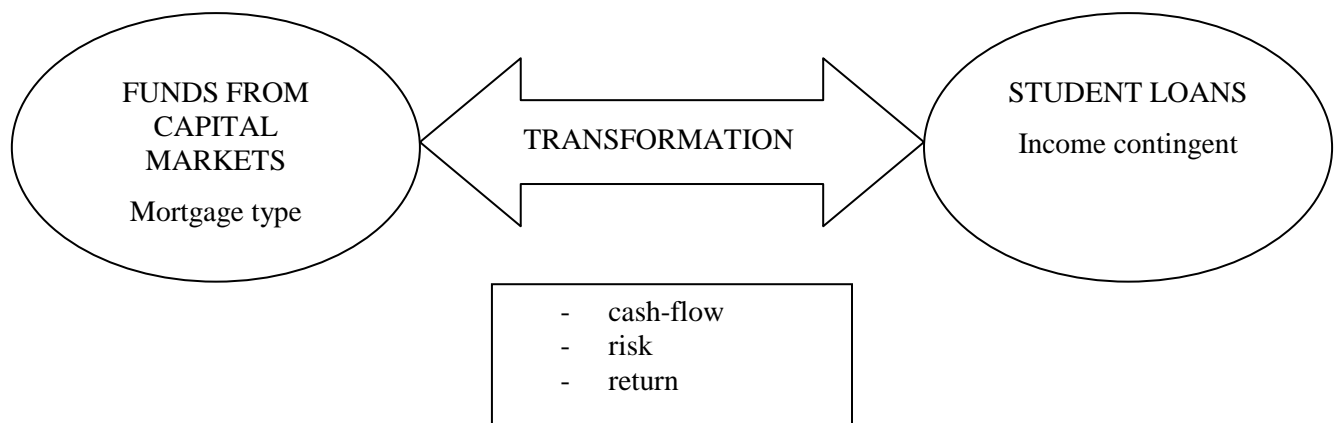 FUNDS FROM
CAPITAL
MARKETS
Mortgage type
TRANSFORMATION
STUDENT LOANS
Income contingent
- cash-flow
- risk
- return